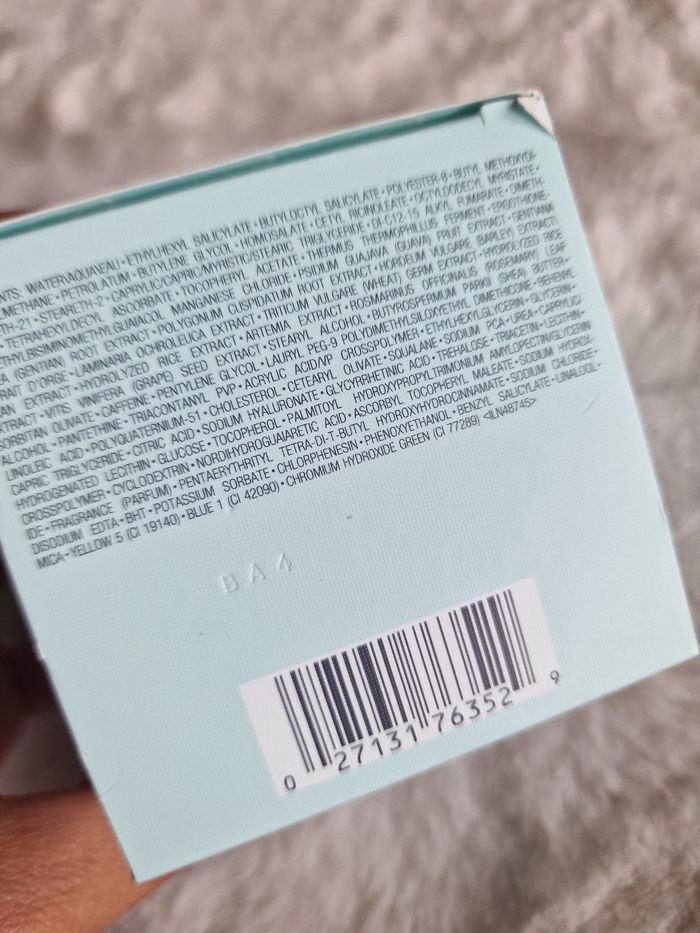 NTS: WATER\AQUA\EAU • ETHYLHEXYL SALICYLATE • BUTYLOCTYL SALICYLATE • POLYESTER-8 • BUTYL METHOXYDI-
LMETHANE • PETROLATUM • BUTYLENE GLYCOL • HOMOSALATE • CETYL RICINOLEATE • OCTYLDODECYL MYRISTATE •
TH-21 • STEARETH-2 • CAPRYLIC/CAPRIC/MYRISTIC/STEARIC TRIGLYCERIDE • DI-C12-15 ALKYL FUMARATE • DIMETH-
• TETRAHEXYLDECYL ASCORBATE • TOCOPHERYL ACETATE • THERMUS THERMOPHILLUS FERMENT • ERGOTHIONE-
ETHYLBISIMINOMETHYLGUAIACOL MANGANESE CHLORIDE • PSIDIUM GUAJAVA (GUAVA) FRUIT EXTRACT • GENTIANA
EA (GENTIAN) ROOT EXTRACT • POLYGONUM CUSPIDATUM ROOT EXTRACT • HORDEUM VULGARE (BARLEY) EXTRACT\
TRAIT D'ORGE • LAMINARIA OCHROLEUCA EXTRACT • TRITICUM VULGARE (WHEAT) GERM EXTRACT • HYDROLYZED RICE
AN EXTRACT • HYDROLYZED RICE EXTRACT • ARTEMIA EXTRACT • ROSMARINUS OFFICINALIS (ROSEMARY) LEAF
XTRACT • VITIS VINIFERA (GRAPE) SEED EXTRACT • STEARYL ALCOHOL • BUTYROSPERMUM PARKII (SHEA) BUTTER •
SORBITAN OLIVATE • CAFFEINE • PENTYLENE GLYCOL • LAURYL PEG-9 POLYDIMETHYLSILOXYETHYL DIMETHICONE • BEHENYL
ALCOHOL • PANTETHINE • TRIACONTANYL PVP • ACRYLIC ACID/VP CROSSPOLYMER • ETHYLHEXYLGLYCERIN • GLYCERIN •
LINOLEIC ACID • POLYQUATERNIUM-51 • CHOLESTEROL • CETEARYL OLIVATE • SQUALANE • SODIUM PCA • UREA • CAPRYLIC/
CAPRIC TRIGLYCERIDE • CITRIC ACID • SODIUM HYALURONATE • GLYCYRRHETINIC ACID • TREHALOSE • TRIACETIN • LECITHIN •
HYDROGENATED LECITHIN • GLUCOSE • TOCOPHEROL • PALMITOYL HYDROXYPROPYLTRIMONIUM AMYLOPECTIN/GLYCERIN
CROSSPOLYMER • CYCLODEXTRIN • NORDIHYDROGUAIARETIC ACID • ASCORBYL TOCOPHERYL MALEATE • SODIUM HYDROX-
IDE • FRAGRANCE (PARFUM) • PENTAERYTHRITYL TETRA-DI-T-BUTYL HYDROXYHYDROCINNAMATE • SODIUM CHLORIDE •
DISODIUM EDTA • BHT • POTASSIUM SORBATE • CHLORPHENESIN • PHENOXYETHANOL • BENZYL SALICYLATE • LINALOOL •
MICA • YELLOW 5 (CI 19140) • BLUE 1 (CI 42090) • CHROMIUM HYDROXIDE GREEN (CI 77289) <ILN48745>
BA4
0 27131 76352 9